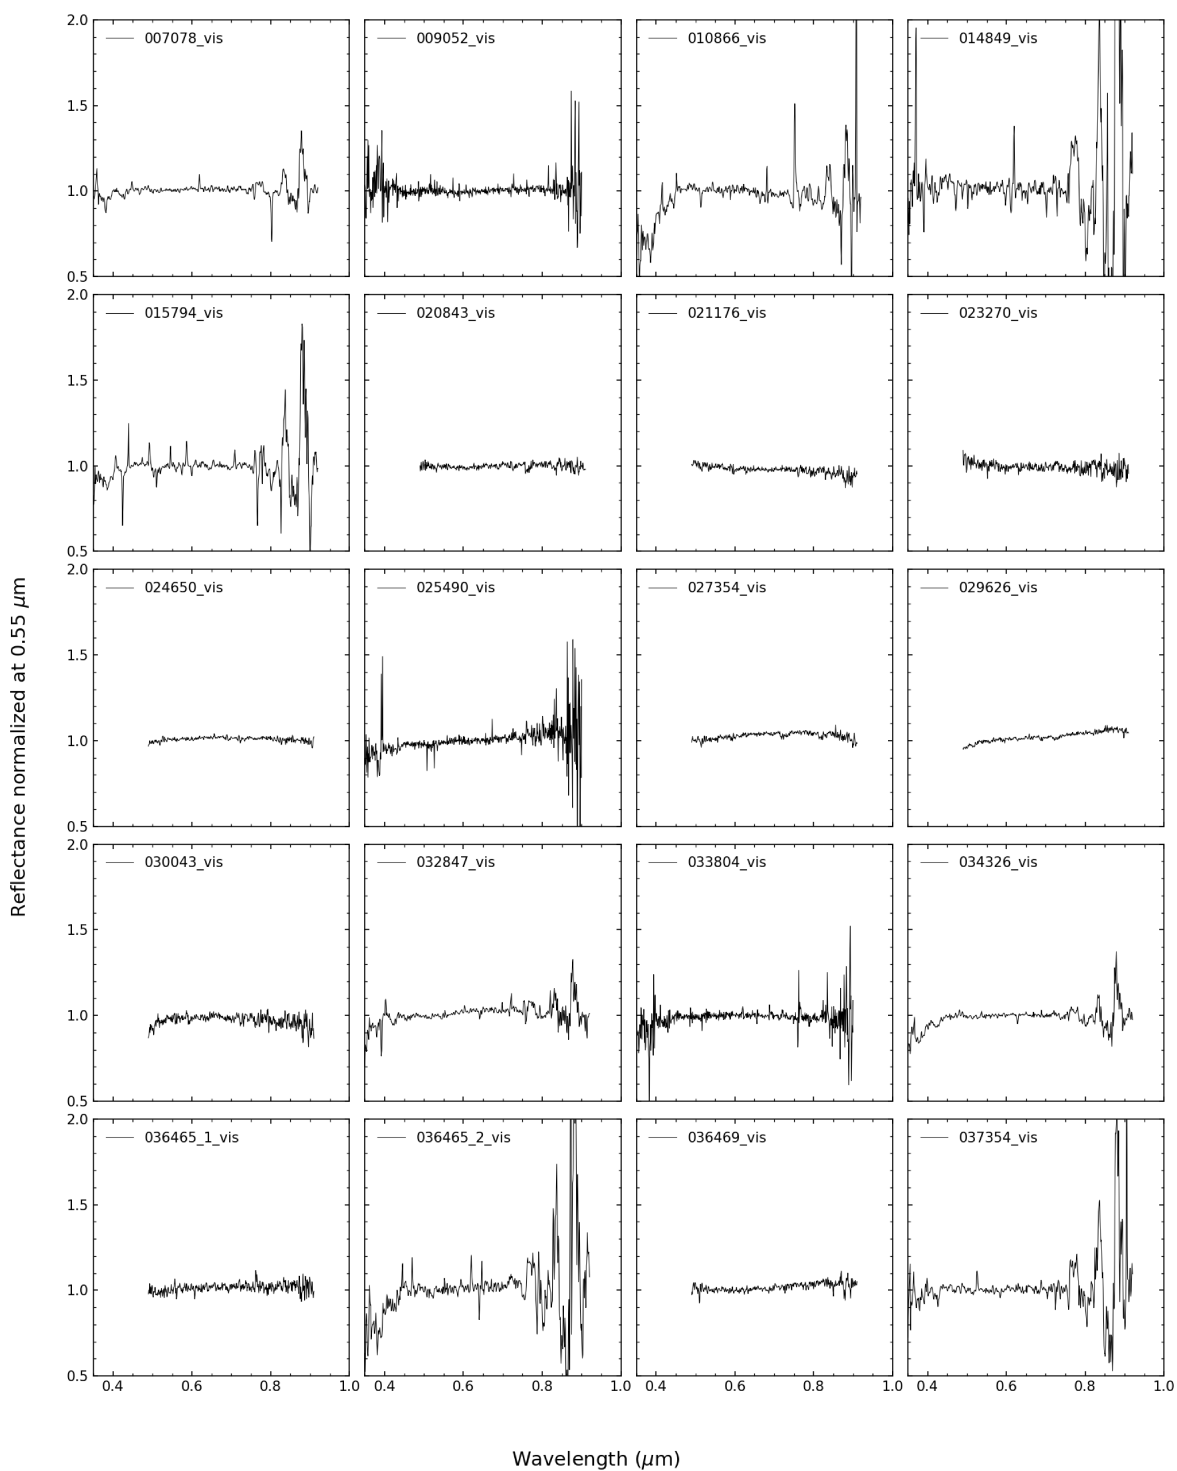 2.0
1.5
1.0
0.5
007078_vis
009052_vis
010866_vis
014849_vis
2.0
1.5
1.0
0.5
015794_vis
020843_vis
021176_vis
023270_vis
2.0
1.5
1.0
0.5
024650_vis
025490_vis
027354_vis
029626_vis
2.0
1.5
1.0
0.5
030043_vis
032847_vis
033804_vis
034326_vis
2.0
1.5
1.0
0.5
036465_1_vis
036465_2_vis
036469_vis
037354_vis
0.4 0.6 0.8 1.0
0.4 0.6 0.8 1.0
0.4 0.6 0.8 1.0
0.4 0.6 0.8 1.0
Reflectance normalized at 0.55 μm
Wavelength (μm)